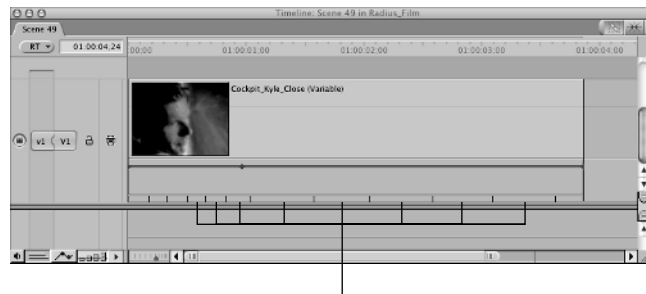 Timeline: Scene 49 in Radius_Film
Scene 49
RT 01:00:04;24 00;00 01:00:01;00 01:00:02;00 01:00:03;00 01:00:04;00
Cockpit_Kyle_Close (Variable)
v1 V1